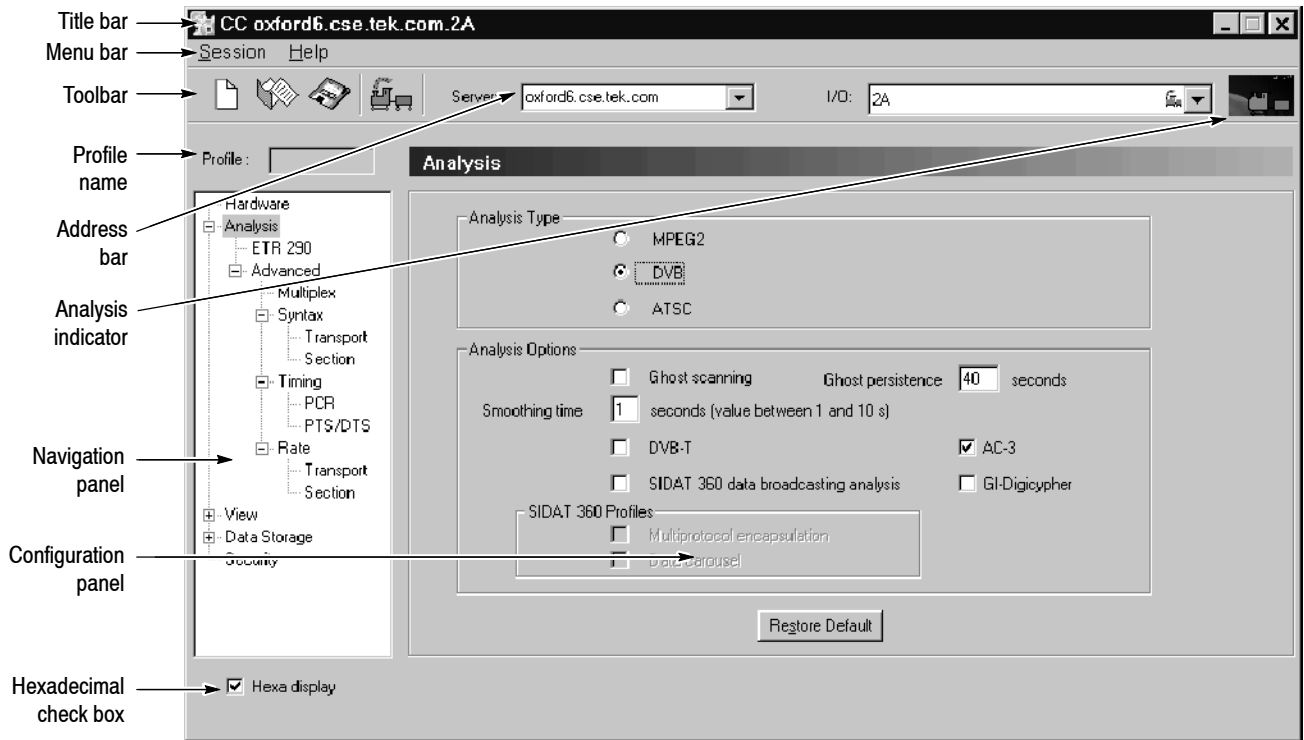 Title bar
CC oxford6.cse.tek.com.2A
Menu bar
Session Help
Toolbar
Server: oxford6.cse.tek.com I/O: 2A
Profile name
Profile :
Analysis
Address bar
Analysis indicator
Navigation panel
Configuration panel
Hardware
Analysis
ETR 290
Advanced
Multiplex
Syntax
Transport
Section
Timing
PCR
PTS/DTS
Rate
Transport
Section
View
Data Storage
Security
Analysis Type
MPEG2
DVB
ATSC
Analysis Options
Ghost scanning Ghost persistence 40 seconds
Smoothing time 1 seconds (value between 1 and 10 s)
DVB-T AC-3
SIDAT 360 data broadcasting analysis GI-Digicypher
SIDAT 360 Profiles
Multiprotocol encapsulation
Data carousel
Restore Default
Hexadecimal check box
Hexa display